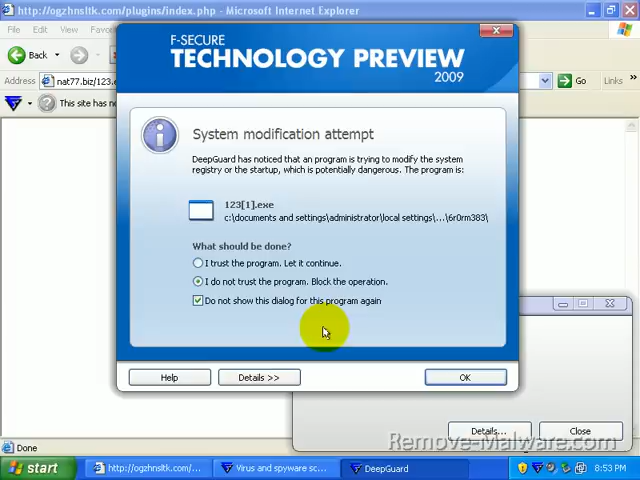 http://ogzhnsltk.com/plugins/index.php - Microsoft Internet Explorer
File Edit
Back
Address nat77.biz/123.e
Go Links »
This site has ne
F-SECURE
TECHNOLOGY PREVIEW
2009
System modification attempt
DeepGuard has noticed that an program is trying to modify the system
registry or the startup, which is potentially dangerous. The program is:
123[1].exe
c:\documents and settings\administrator\local settings\...\6r0rm383\
What should be done?
I trust the program. Let it continue.
I do not trust the program. Block the operation.
Do not show this dialog for this program again
Help Details >> OK
Details... Close
Remove-Malware.com
Done
start http://ogzhnsltk.com/... Virus and spyware sc... DeepGuard 8:53 PM